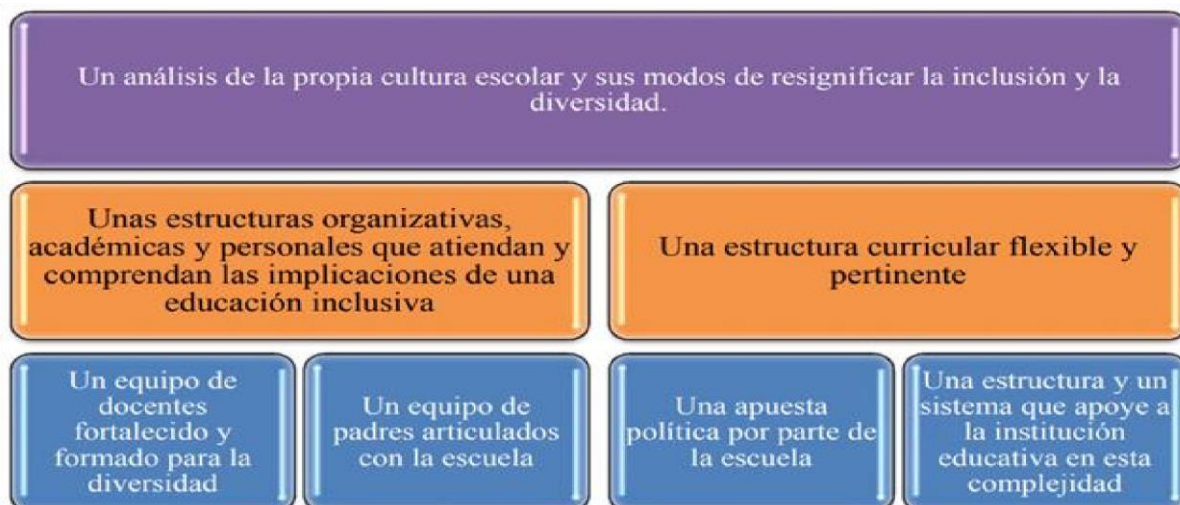 Un análisis de la propia cultura escolar y sus modos de resignificar la inclusión y la
diversidad.
Unas estructuras organizativas,
académicas y personales que atiendan y
comprendan las implicaciones de una
educación inclusiva
Una estructura curricular flexible y
pertinente
Un equipo de
docentes
fortalecido y
formado para la
diversidad
Un equipo de
padres articulados
con la escuela
Una apuesta
política por parte de
la escuela
Una estructura y un
sistema que apoye a
la institución
educativa en esta
complejidad